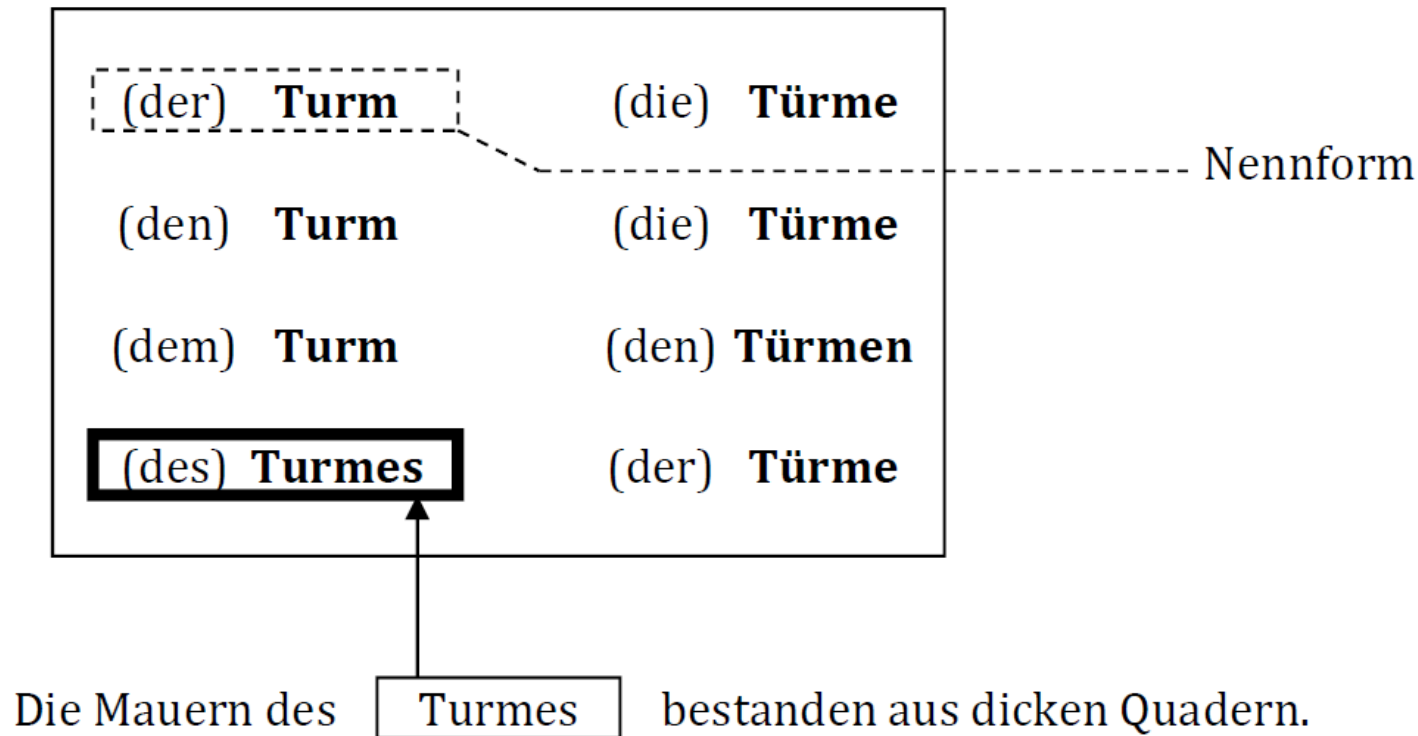 (der) Turm (die) Türme
Nennform
(den) Turm (die) Türme
(dem) Turm (den) Türmen
(des) Turmes (der) Türme
Die Mauern des Turmes bestanden aus dicken Quadern.